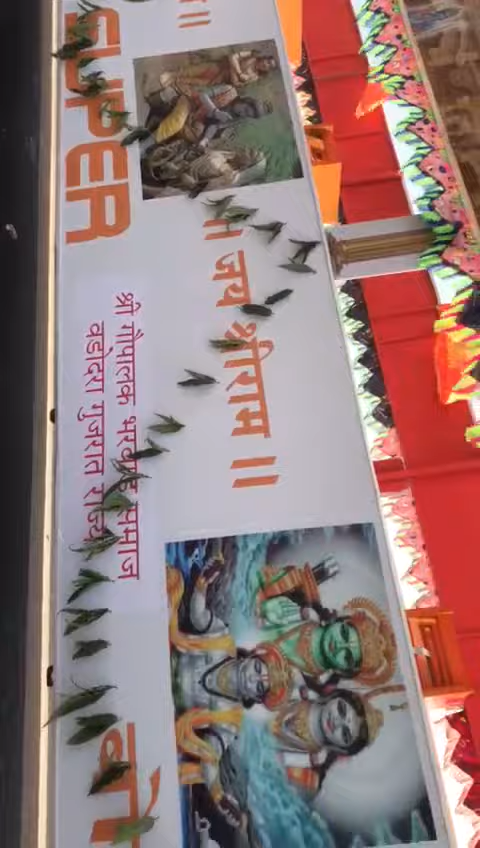 ॥ जय श्रीराम ॥
SUPER
श्री गोपालक भरवाड समाज
वडोदरा गुजरात राज्य